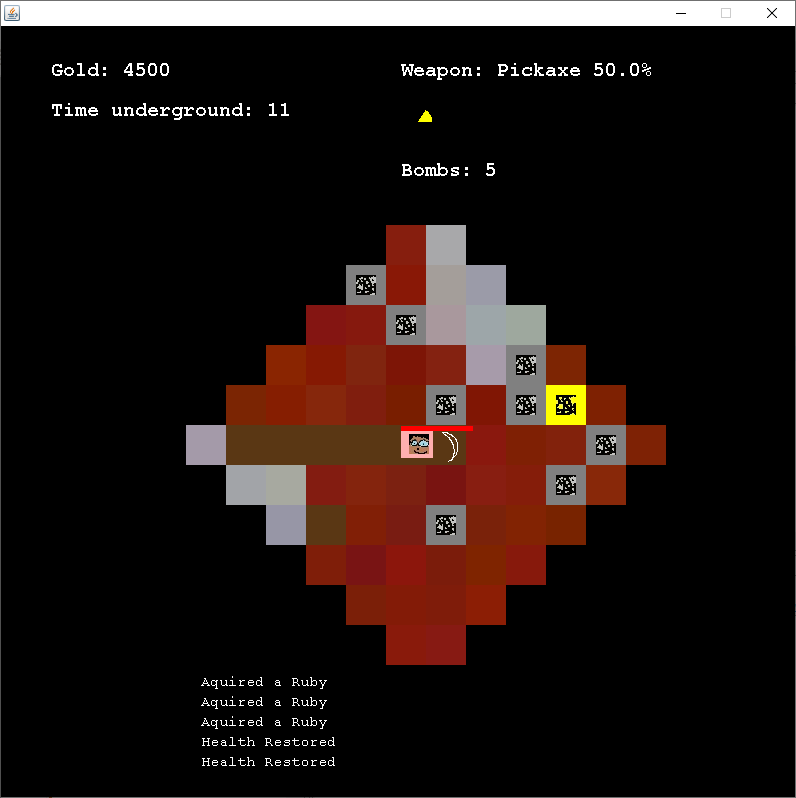 Gold: 4500
Weapon: Pickaxe 50.0%
Time underground: 11
Bombs: 5
Aquired a Ruby
Aquired a Ruby
Aquired a Ruby
Health Restored
Health Restored